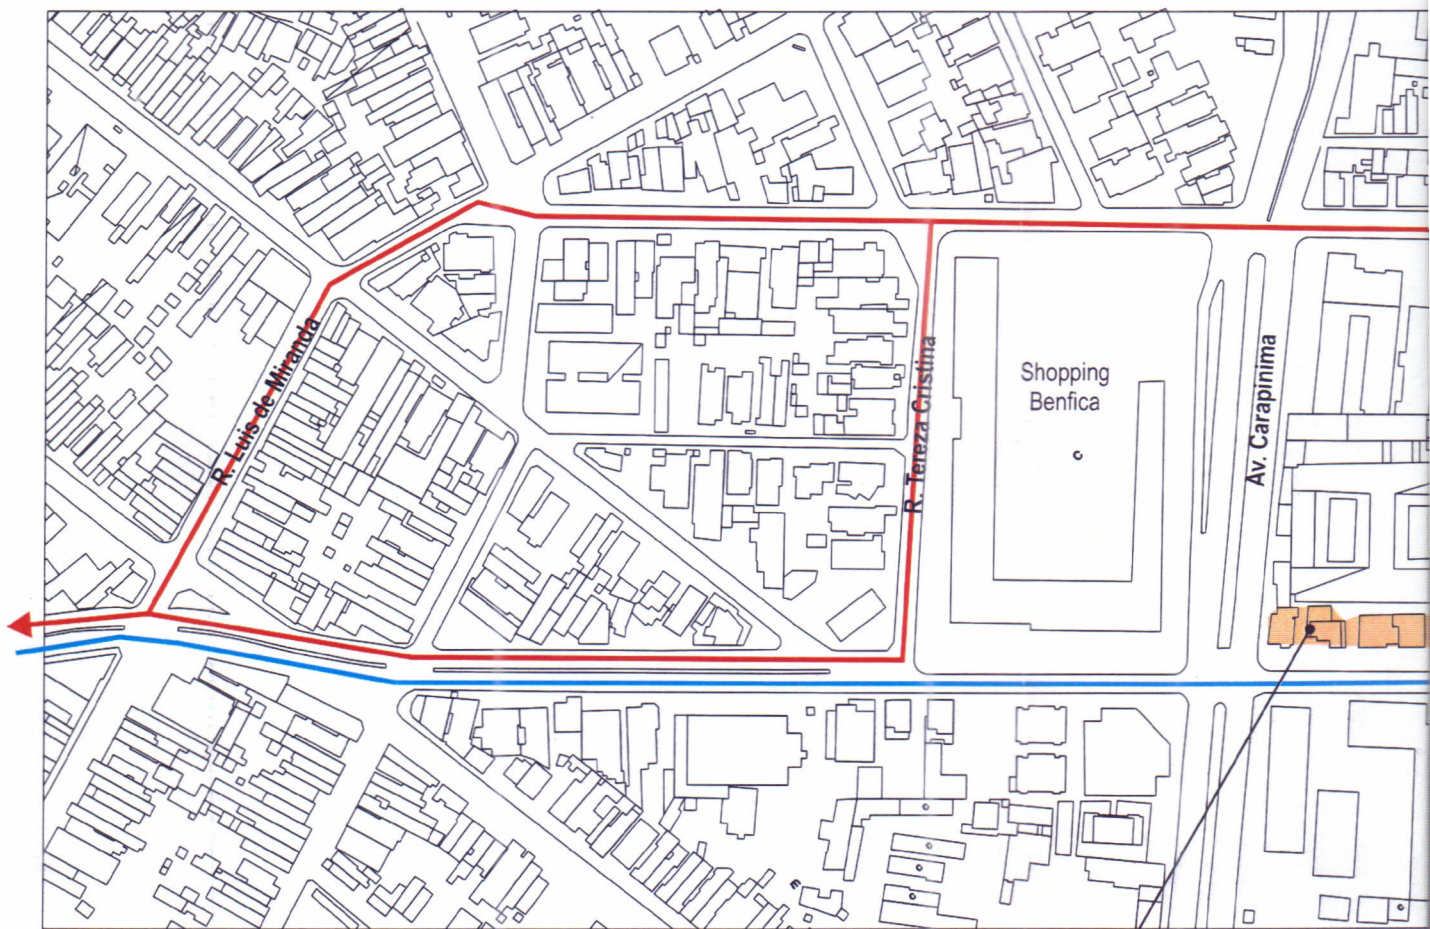 R. Luis de Miranda
R. Tereza Cristina
Shopping
Benfica
Av. Carapinima